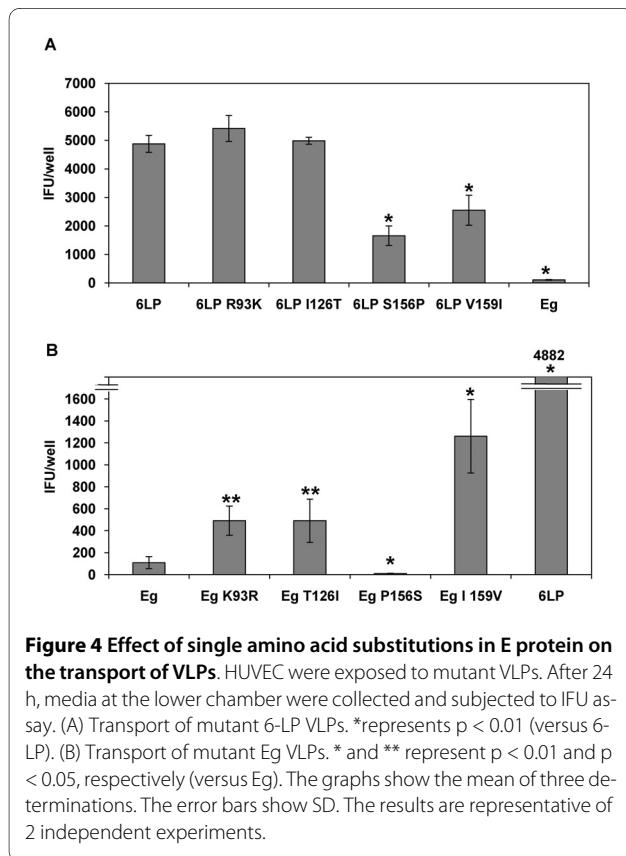 A
7000
6000
5000
4000
3000
2000
1000
0
IFU/well
* * *
6LP 6LP R93K 6LP I126T 6LP S156P 6LP V159I Eg
B
4882
*
1600
1400
1200
1000
800
600
400
200
0
IFU/well
** ** * *
Eg Eg K93R Eg T126I Eg P156S Eg I 159V 6LP
Figure 4 Effect of single amino acid substitutions in E protein on
the transport of VLPs. HUVEC were exposed to mutant VLPs. After 24
h, media at the lower chamber were collected and subjected to IFU as-
say. (A) Transport of mutant 6-LP VLPs. *represents p < 0.01 (versus 6-
LP). (B) Transport of mutant Eg VLPs. * and ** represent p < 0.01 and p
< 0.05, respectively (versus Eg). The graphs show the mean of three de-
terminations. The error bars show SD. The results are representative of
2 independent experiments.